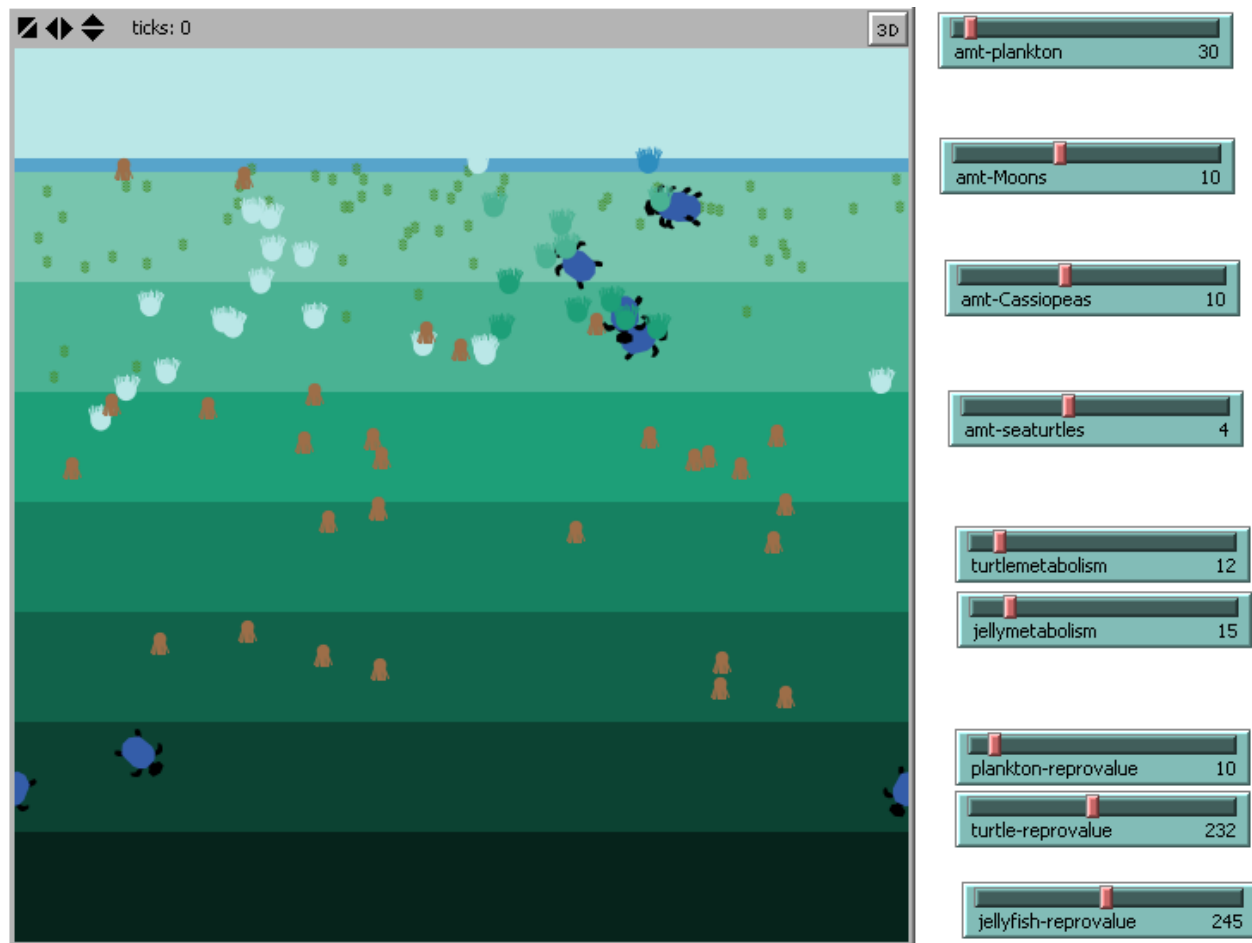 ticks: 0
3D
amt-plankton 30
amt-Moons 10
amt-Cassiopeas 10
amt-seaturtles 4
turtlemetabolism 12
jellymetabolism 15
plankton-reprovalue 10
turtle-reprovalue 232
jellyfish-reprovalue 245